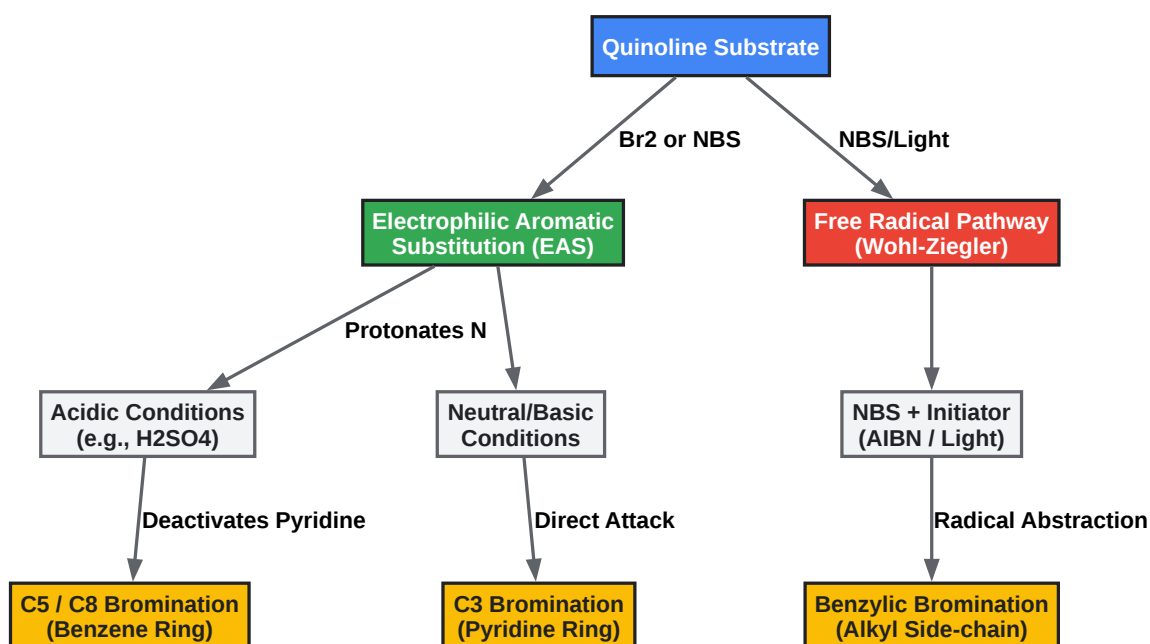 Quinoline Substrate
Br2 or NBS
NBS/Light
Electrophilic Aromatic
Substitution (EAS)
Free Radical Pathway
(Wohl-Ziegler)
Protonates N
Acidic Conditions
(e.g., H2SO4)
Neutral/Basic
Conditions
NBS + Initiator
(AIBN / Light)
Deactivates Pyridine
Direct Attack
Radical Abstraction
C5 / C8 Bromination
(Benzene Ring)
C3 Bromination
(Pyridine Ring)
Benzylic Bromination
(Alkyl Side-chain)